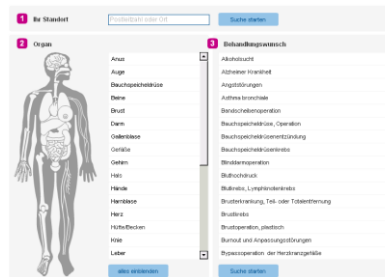 1 Ihr Standort Postleitzahl oder Ort Suche starten
2 Organ
Anus
Auge
Bauchspeicheldrüse
Beine
Brust
Darm
Gallenblase
Gefäße
Gehirn
Hals
Hände
Harnblase
Herz
Hüfte/Becken
Knie
Leber
alles einblenden
3 Behandlungswunsch
Alkoholsucht
Alzheimer Krankheit
Angststörungen
Asthma bronchiale
Bandscheibenoperation
Bauchspeicheldrüse, Operation
Bauchspeicheldrüsenentzündung
Bauchspeicheldrüsenkrebs
Blinddarmoperation
Bluthochdruck
Blutkrebs, Lymphknotenkrebs
Brusterkrankung, Teil- oder Totalentfernung
Brustkrebs
Brustoperation, plastisch
Burnout und Anpassungsstörungen
Bypassoperation der Herzkranzgefäße
Suche starten